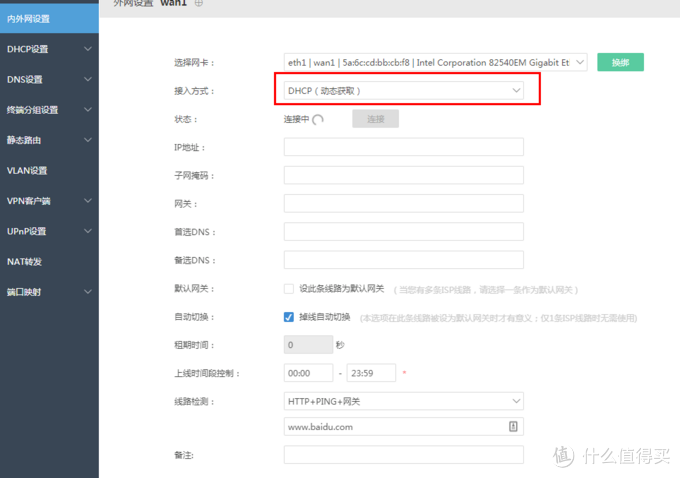 外网设置 wan1
内外网设置
DHCP设置
DNS设置
终端分组设置
静态路由
VLAN设置
VPN客户端
UPnP设置
NAT转发
端口映射
选择网卡： eth1 | wan1 | 5a:6c:cd:bb:cb:f8 | Intel Corporation 82540EM Gigabit Et 换绑
接入方式： DHCP（动态获取）
状态： 连接中 连接
IP地址：
子网掩码：
网关：
首选DNS：
备选DNS：
默认网关： 设此条线路为默认网关 （当您有多条ISP线路，请选择一条作为默认网关）
自动切换： 掉线自动切换 (本选项在此条线路被设为默认网关时才有意义；仅1条ISP线路时无需使用)
租期时间： 0 秒
上线时间段控制： 00:00 - 23:59 *
线路检测： HTTP+PING+网关
www.baidu.com
备注:
值 什么值得买